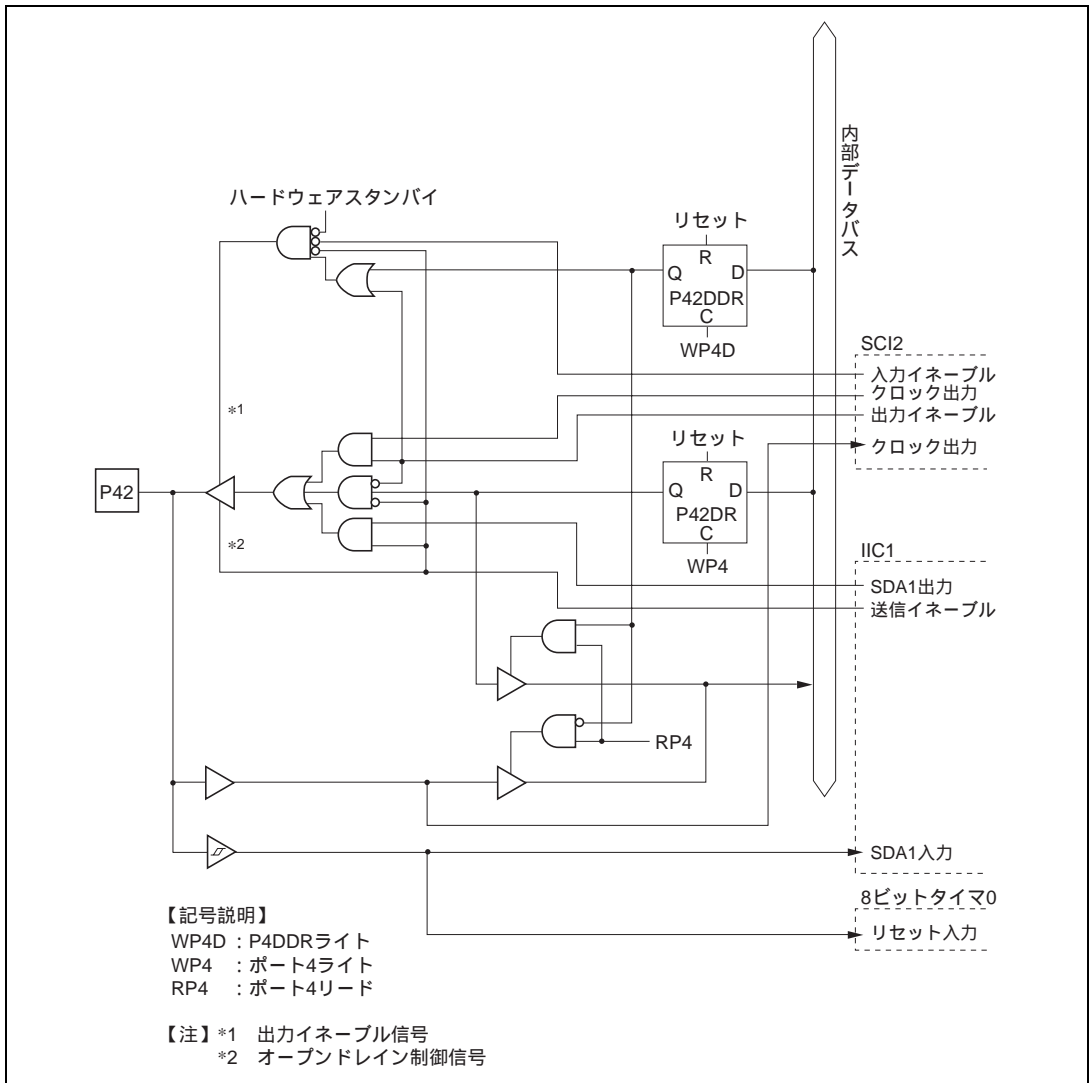 内部データバス
ハードウェアスタンバイ
リセット
R
Q D
P42DDR
C
WP4D
SCI2
入力イネーブル
クロック出力
出力イネーブル
クロック出力
*1
リセット
R
Q D
P42DR
C
WP4
P42
*2
IIC1
SDA1出力
送信イネーブル
RP4
SDA1入力
8ビットタイマ0
リセット入力
【記号説明】
WP4D : P4DDRライト
WP4 : ポート4ライト
RP4 : ポート4リード
【注】*1 出力イネーブル信号
*2 オープンドレイン制御信号